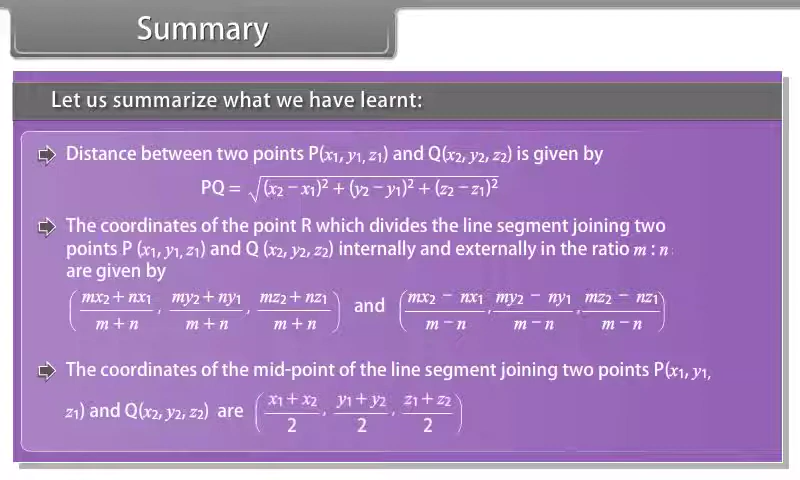 Summary
Let us summarize what we have learnt:
Distance between two points P(x₁, y₁, z₁) and Q(x₂, y₂, z₂) is given by
PQ = √((x₂ − x₁)² + (y₂ − y₁)² + (z₂ − z₁)²)
The coordinates of the point R which divides the line segment joining two
points P (x₁, y₁, z₁) and Q (x₂, y₂, z₂) internally and externally in the ratio m : n
are given by
((mx₂ + nx₁)/(m + n), (my₂ + ny₁)/(m + n), (mz₂ + nz₁)/(m + n)) and ((mx₂ − nx₁)/(m − n), (my₂ − ny₁)/(m − n), (mz₂ − nz₁)/(m − n))
The coordinates of the mid-point of the line segment joining two points P(x₁, y₁,
z₁) and Q(x₂, y₂, z₂) are ((x₁ + x₂)/2, (y₁ + y₂)/2, (z₁ + z₂)/2)